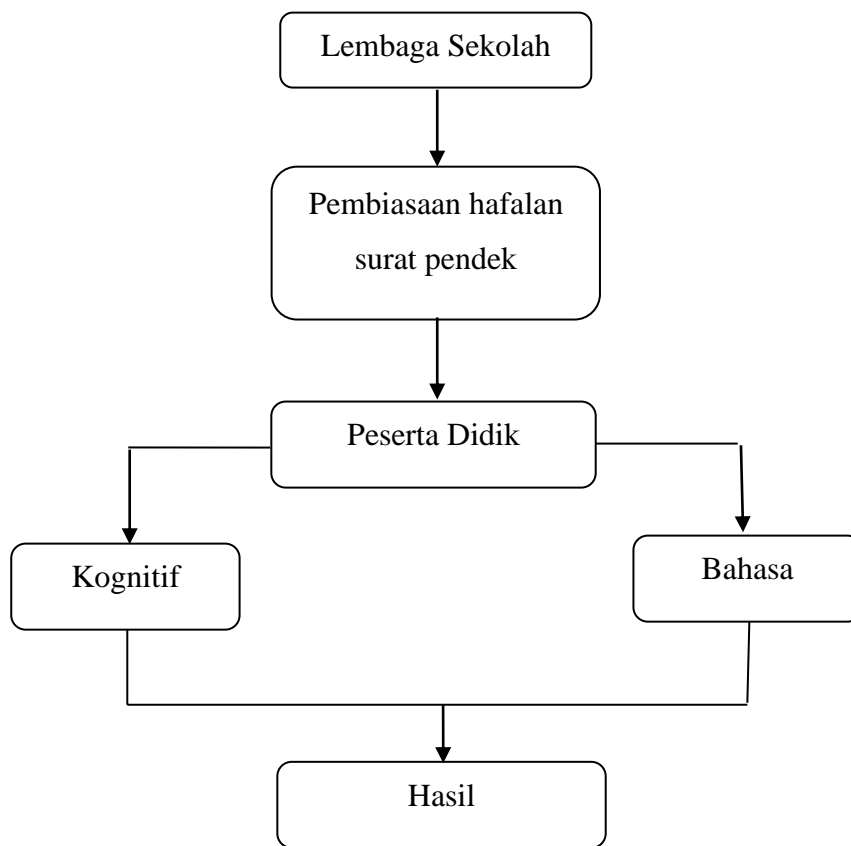 Lembaga Sekolah
Pembiasaan hafalan
surat pendek
Peserta Didik
Kognitif
Bahasa
Hasil